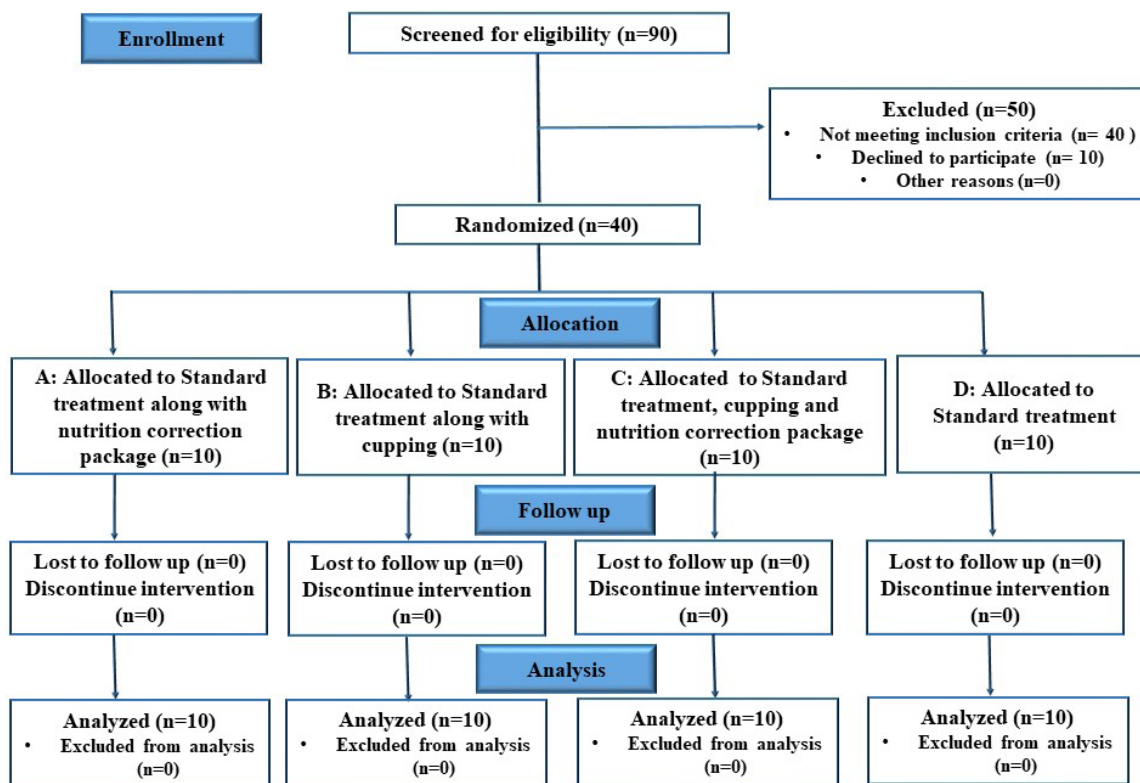 Enrollment
Screened for eligibility (n=90)
Excluded (n=50)
• Not meeting inclusion criteria (n= 40 )
• Declined to participate (n= 10)
• Other reasons (n=0)
Randomized (n=40)
Allocation
A: Allocated to Standard
treatment along with
nutrition correction
package (n=10)
B: Allocated to Standard
treatment along with
cupping (n=10)
C: Allocated to Standard
treatment, cupping and
nutrition correction package
(n=10)
D: Allocated to
Standard treatment
(n=10)
Follow up
Lost to follow up (n=0)
Discontinue intervention
(n=0)
Lost to follow up (n=0)
Discontinue intervention
(n=0)
Lost to follow up (n=0)
Discontinue intervention
(n=0)
Lost to follow up (n=0)
Discontinue intervention
(n=0)
Analysis
Analyzed (n=10)
• Excluded from analysis
(n=0)
Analyzed (n=10)
• Excluded from analysis
(n=0)
Analyzed (n=10)
• Excluded from analysis
(n=0)
Analyzed (n=10)
• Excluded from analysis
(n=0)